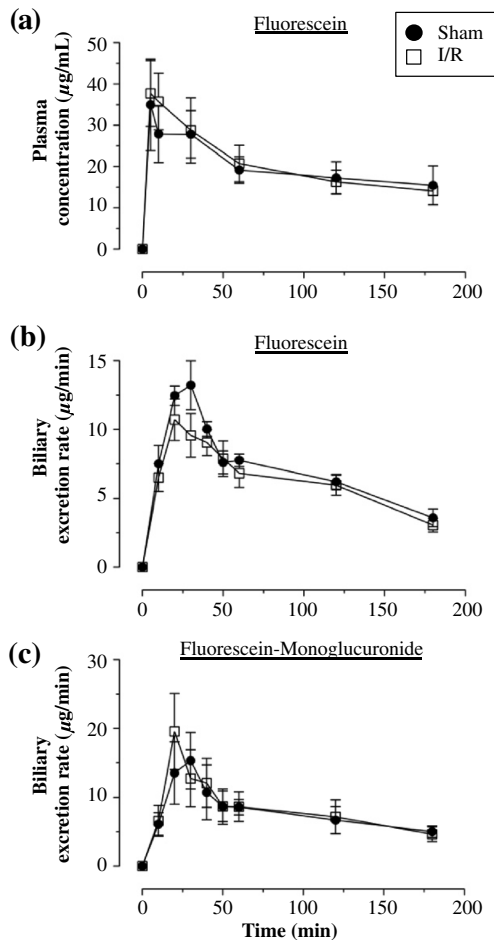 (a)
Fluorescein
Sham
I/R
Plasma
concentration (µg/mL)
50
40
30
20
10
0
0 50 100 150 200
(b)
Fluorescein
Biliary
excretion rate (µg/min)
15
10
5
0
0 50 100 150 200
(c)
Fluorescein-Monoglucuronide
Biliary
excretion rate (µg/min)
30
20
10
0
0 50 100 150 200
Time (min)